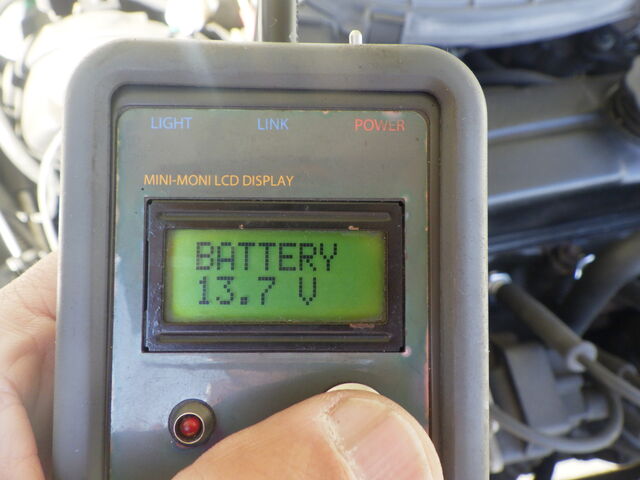 LIGHT LINK POWER
MINI-MONI LCD DISPLAY
BATTERY
13.7 V